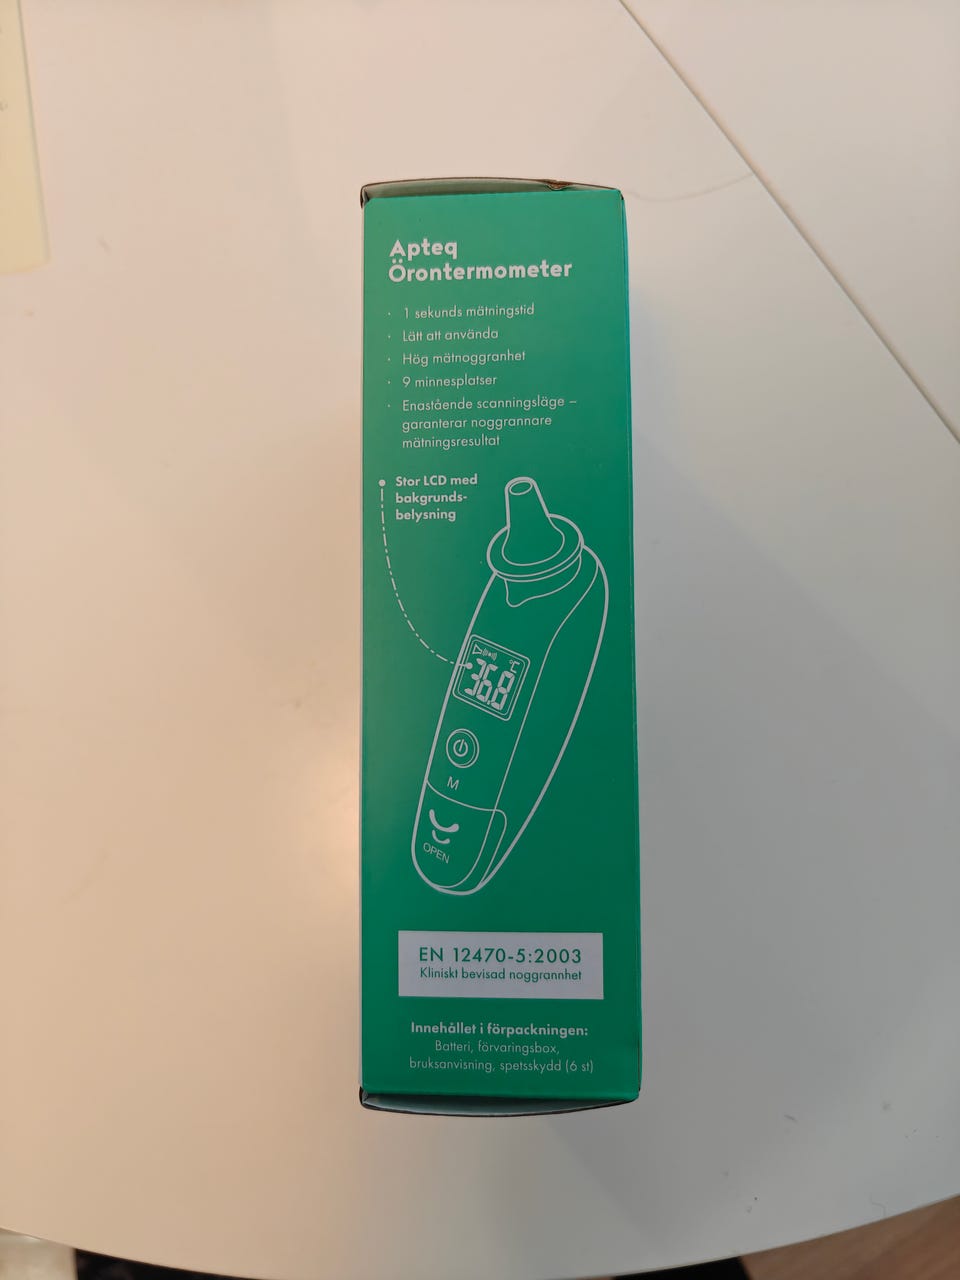 Apteq
Örontermometer
· 1 sekunds mätningstid
· Lätt att använda
· Hög mätnoggranhet
· 9 minnesplatser
· Enastående scanningsläge –
garanterar noggrannare
mätningsresultat
Stor LCD med
bakgrunds-
belysning
°C
36.8
M
OPEN
EN 12470-5:2003
Kliniskt bevisad noggrannhet
Innehållet i förpackningen:
Batteri, förvaringsbox,
bruksanvisning, spetsskydd (6 st)